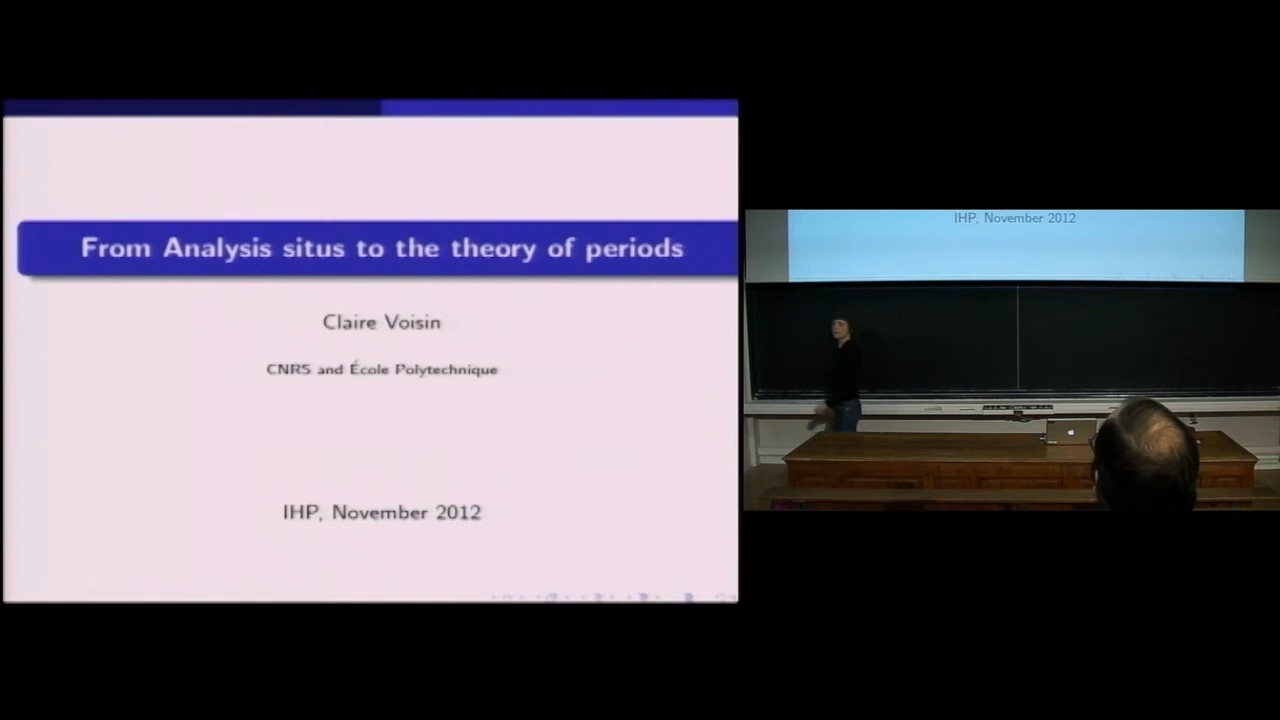 From Analysis situs to the theory of periods
Claire Voisin
CNRS and École Polytechnique
IHP, November 2012
IHP, November 2012